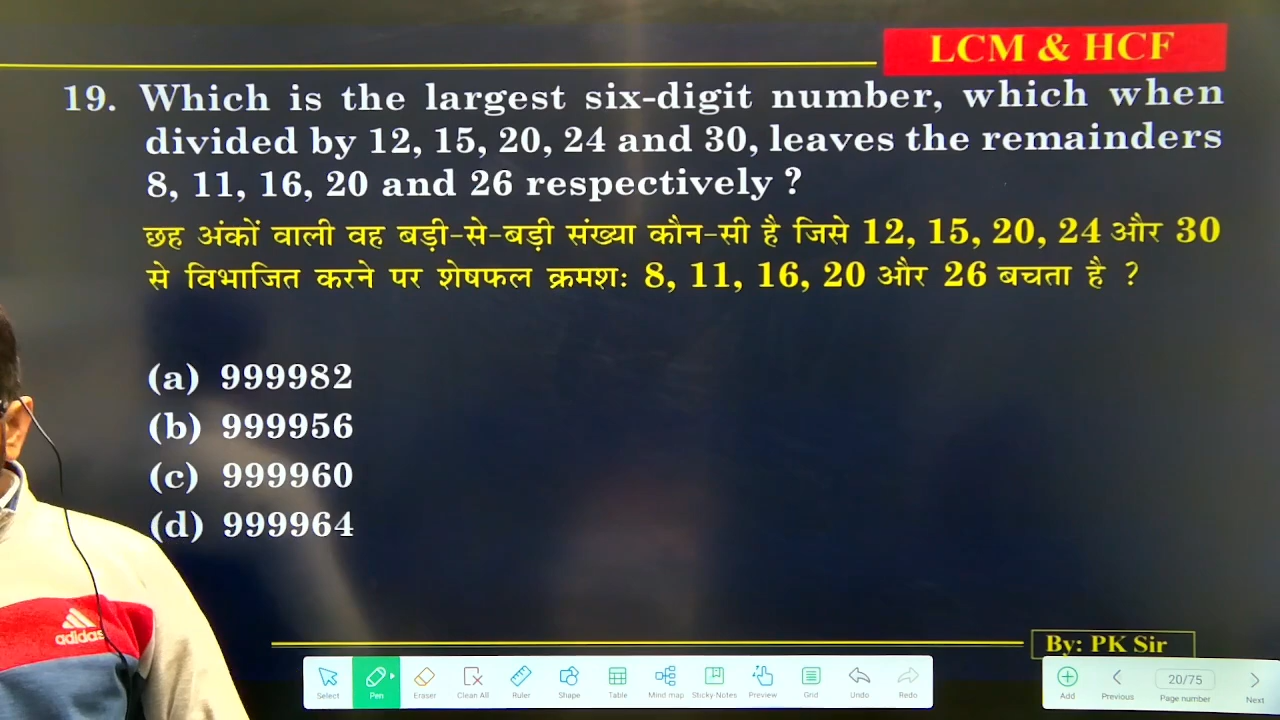 LCM & HCF
19. Which is the largest six-digit number, which when
divided by 12, 15, 20, 24 and 30, leaves the remainders
8, 11, 16, 20 and 26 respectively ?
छह अंकों वाली वह बड़ी-से-बड़ी संख्या कौन-सी है जिसे 12, 15, 20, 24 और 30
से विभाजित करने पर शेषफल क्रमशः 8, 11, 16, 20 और 26 बचता है ?
(a) 999982
(b) 999956
(c) 999960
(d) 999964
adidas
By: PK Sir
Select Pen Eraser Clean All Ruler Shape Table Mind map Sticky-Notes Preview Grid Undo Redo
20/75
Add Previous Page number Next